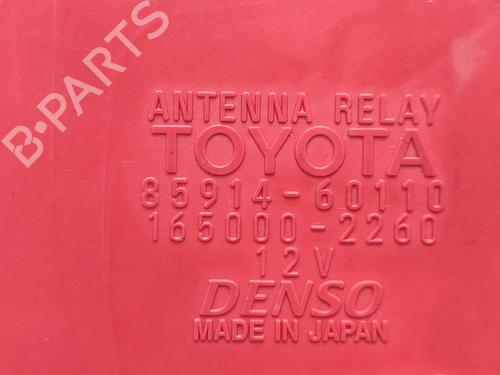 B-PARTS
ANTENNA RELAY
TOYOTA
85914-60110
165000-2260
12V
DENSO
MADE IN JAPAN